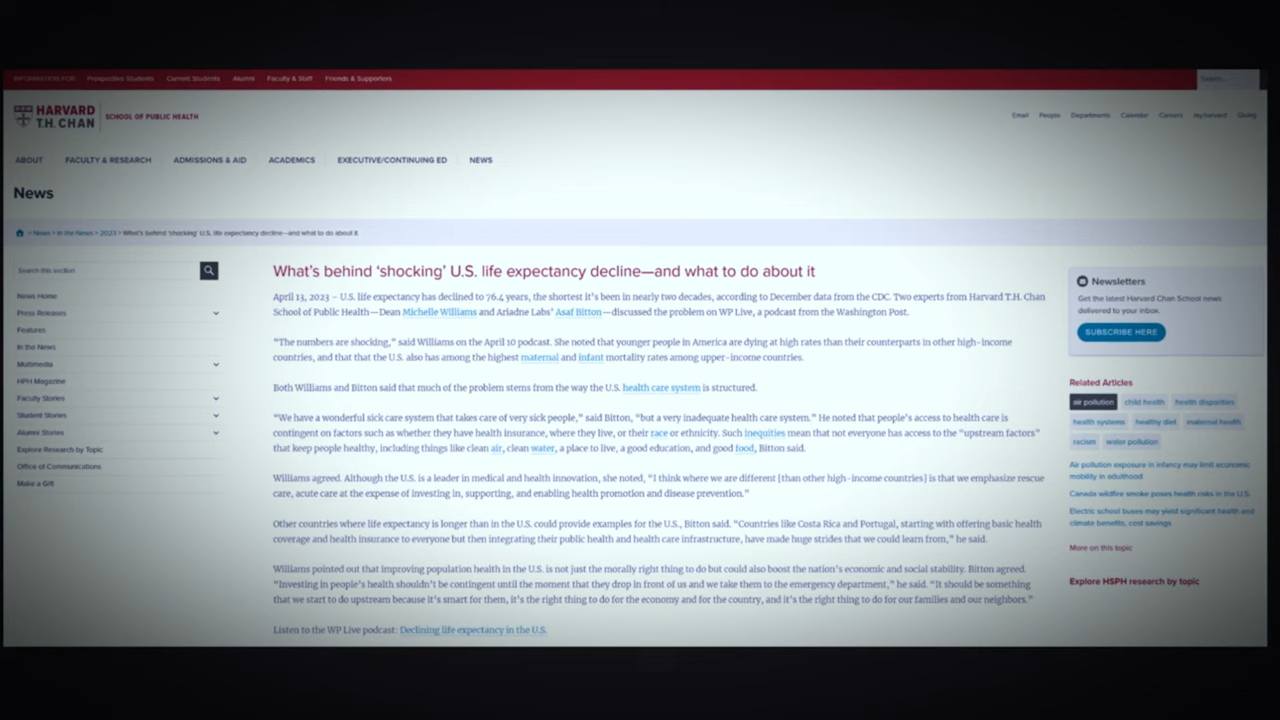 INFORMATION FOR: Prospective Students Current Students Alumni Faculty & Staff Friends & Supporters Search...
HARVARD
T.H. CHAN
SCHOOL OF PUBLIC HEALTH
Email People Departments Calendar Careers my.harvard Giving
ABOUT FACULTY & RESEARCH ADMISSIONS & AID ACADEMICS EXECUTIVE/CONTINUING ED NEWS
News
> News > In the News > 2023 > What's behind 'shocking' U.S. life expectancy decline—and what to do about it
Search this section
News Home
Press Releases
Features
In the News
Multimedia
HPH Magazine
Faculty Stories
Student Stories
Alumni Stories
Explore Research by Topic
Office of Communications
Make a Gift
What's behind 'shocking' U.S. life expectancy decline—and what to do about it
April 13, 2023 – U.S. life expectancy has declined to 76.4 years, the shortest it's been in nearly two decades, according to December data from the CDC. Two experts from Harvard T.H. Chan
School of Public Health—Dean Michelle Williams and Ariadne Labs' Asaf Bitton—discussed the problem on WP Live, a podcast from the Washington Post.
“The numbers are shocking,” said Williams on the April 10 podcast. She noted that younger people in America are dying at high rates than their counterparts in other high-income
countries, and that that the U.S. also has among the highest maternal and infant mortality rates among upper-income countries.
Both Williams and Bitton said that much of the problem stems from the way the U.S. health care system is structured.
“We have a wonderful sick care system that takes care of very sick people,” said Bitton, “but a very inadequate health care system.” He noted that people's access to health care is
contingent on factors such as whether they have health insurance, where they live, or their race or ethnicity. Such inequities mean that not everyone has access to the “upstream factors”
that keep people healthy, including things like clean air, clean water, a place to live, a good education, and good food, Bitton said.
Williams agreed. Although the U.S. is a leader in medical and health innovation, she noted, “I think where we are different [than other high-income countries] is that we emphasize rescue
care, acute care at the expense of investing in, supporting, and enabling health promotion and disease prevention.”
Other countries where life expectancy is longer than in the U.S. could provide examples for the U.S., Bitton said. “Countries like Costa Rica and Portugal, starting with offering basic health
coverage and health insurance to everyone but then integrating their public health and health care infrastructure, have made huge strides that we could learn from,” he said.
Williams pointed out that improving population health in the U.S. is not just the morally right thing to do but could also boost the nation's economic and social stability. Bitton agreed.
“Investing in people's health shouldn't be contingent until the moment that they drop in front of us and we take them to the emergency department,” he said. “It should be something
that we start to do upstream because it's smart for them, it's the right thing to do for the economy and for the country, and it's the right thing to do for our families and our neighbors.”
Listen to the WP Live podcast: Declining life expectancy in the U.S.
Newsletters
Get the latest Harvard Chan School news
delivered to your inbox.
SUBSCRIBE HERE
Related Articles
air pollution child health health disparities
health systems healthy diet maternal health
racism water pollution
Air pollution exposure in infancy may limit economic
mobility in adulthood
Canada wildfire smoke poses health risks in the U.S.
Electric school buses may yield significant health and
climate benefits, cost savings
More on this topic
Explore HSPH research by topic